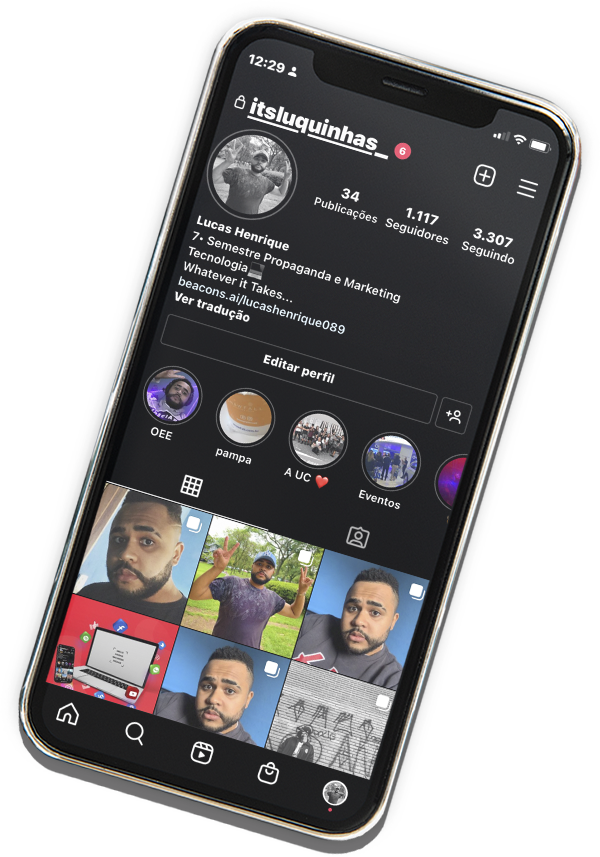 12:29
itsluquinhas_
6
34
Publicações
1.117
Seguidores
3.307
Seguindo
Lucas Henrique
7• Semestre Propaganda e Marketing
Tecnologia
Whatever it Takes...
beacons.ai/lucashenrique089
Ver tradução
Editar perfil
OEE
pampa
A UC
Eventos